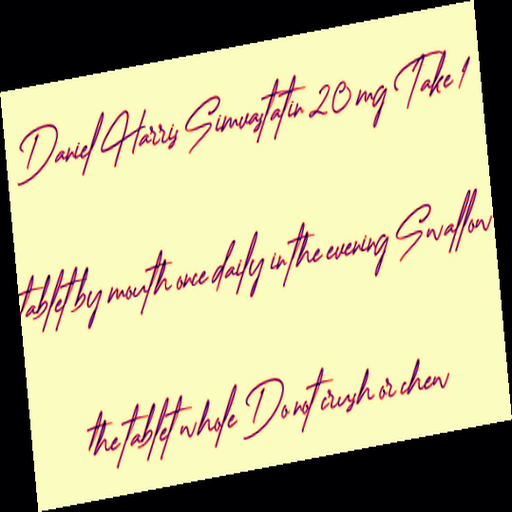 Daniel Harris Simvastatin 20 mg Take 1
tablet by mouth once daily in the evening Swallow
the tablet whole Do not crush or chew